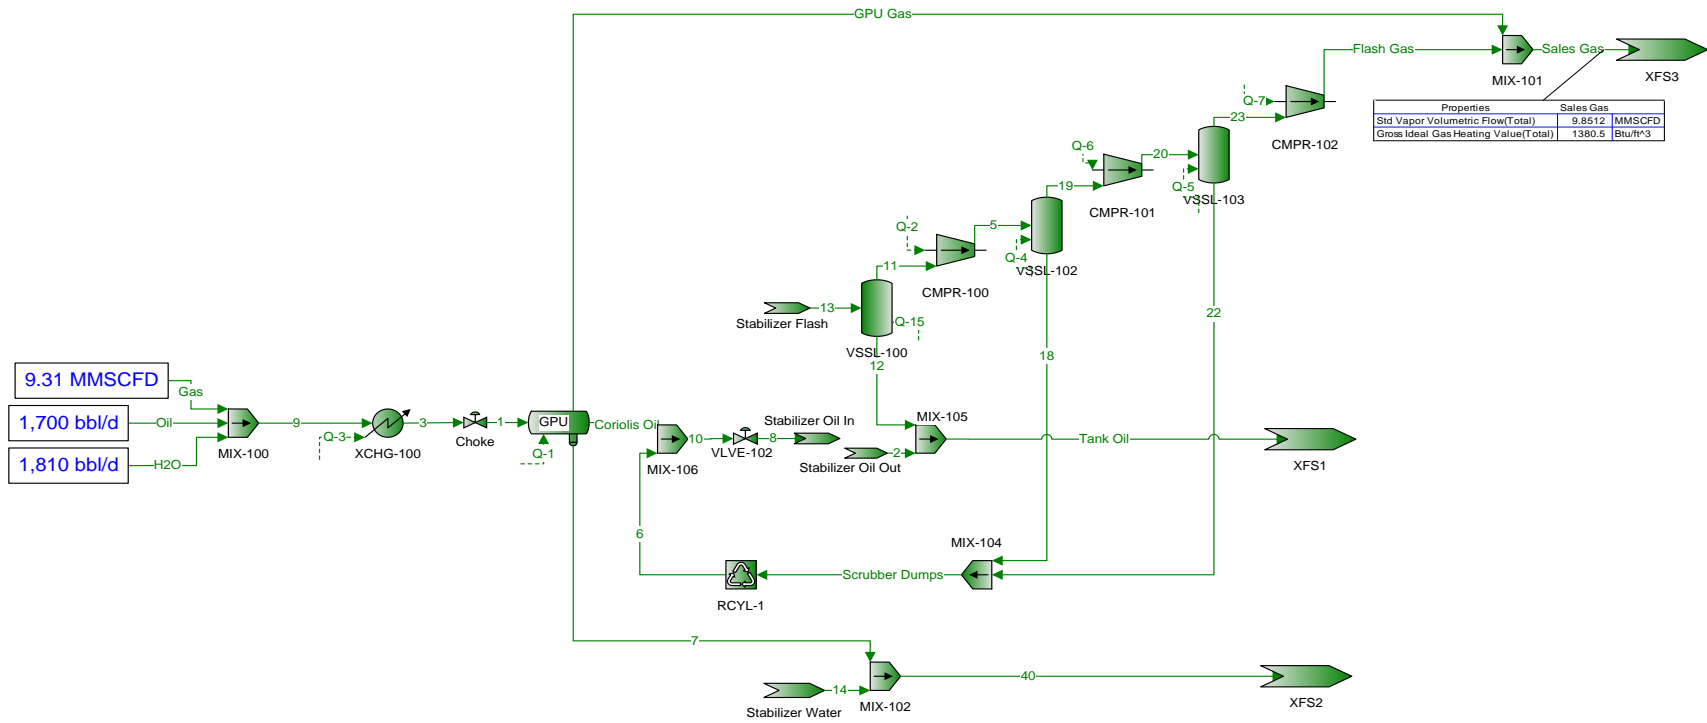 GPU Gas
Flash Gas
Sales Gas
MIX-101
XFS3
Properties Sales Gas
Std Vapor Volumetric Flow(Total) 9.8512 MMSCFD
Gross Ideal Gas Heating Value(Total) 1380.5 Btu/ft^3
Q-7
23
CMPR-102
Q-6
20
Q-5
VSSL-103
19
CMPR-101
Q-2
5
Q-4
VSSL-102
11
CMPR-100
Stabilizer Flash
13
Q-15
VSSL-100
12
22
18
9.31 MMSCFD
Gas
1,700 bbl/d
Oil
1,810 bbl/d
H2O
MIX-100
9
Q-3
XCHG-100
3
Choke
1
GPU
Q-1
Coriolis Oil
MIX-106
10
VLVE-102
8
Stabilizer Oil In
Stabilizer Oil Out
2
MIX-105
Tank Oil
XFS1
6
MIX-104
Scrubber Dumps
RCYL-1
7
Stabilizer Water
14
MIX-102
40
XFS2